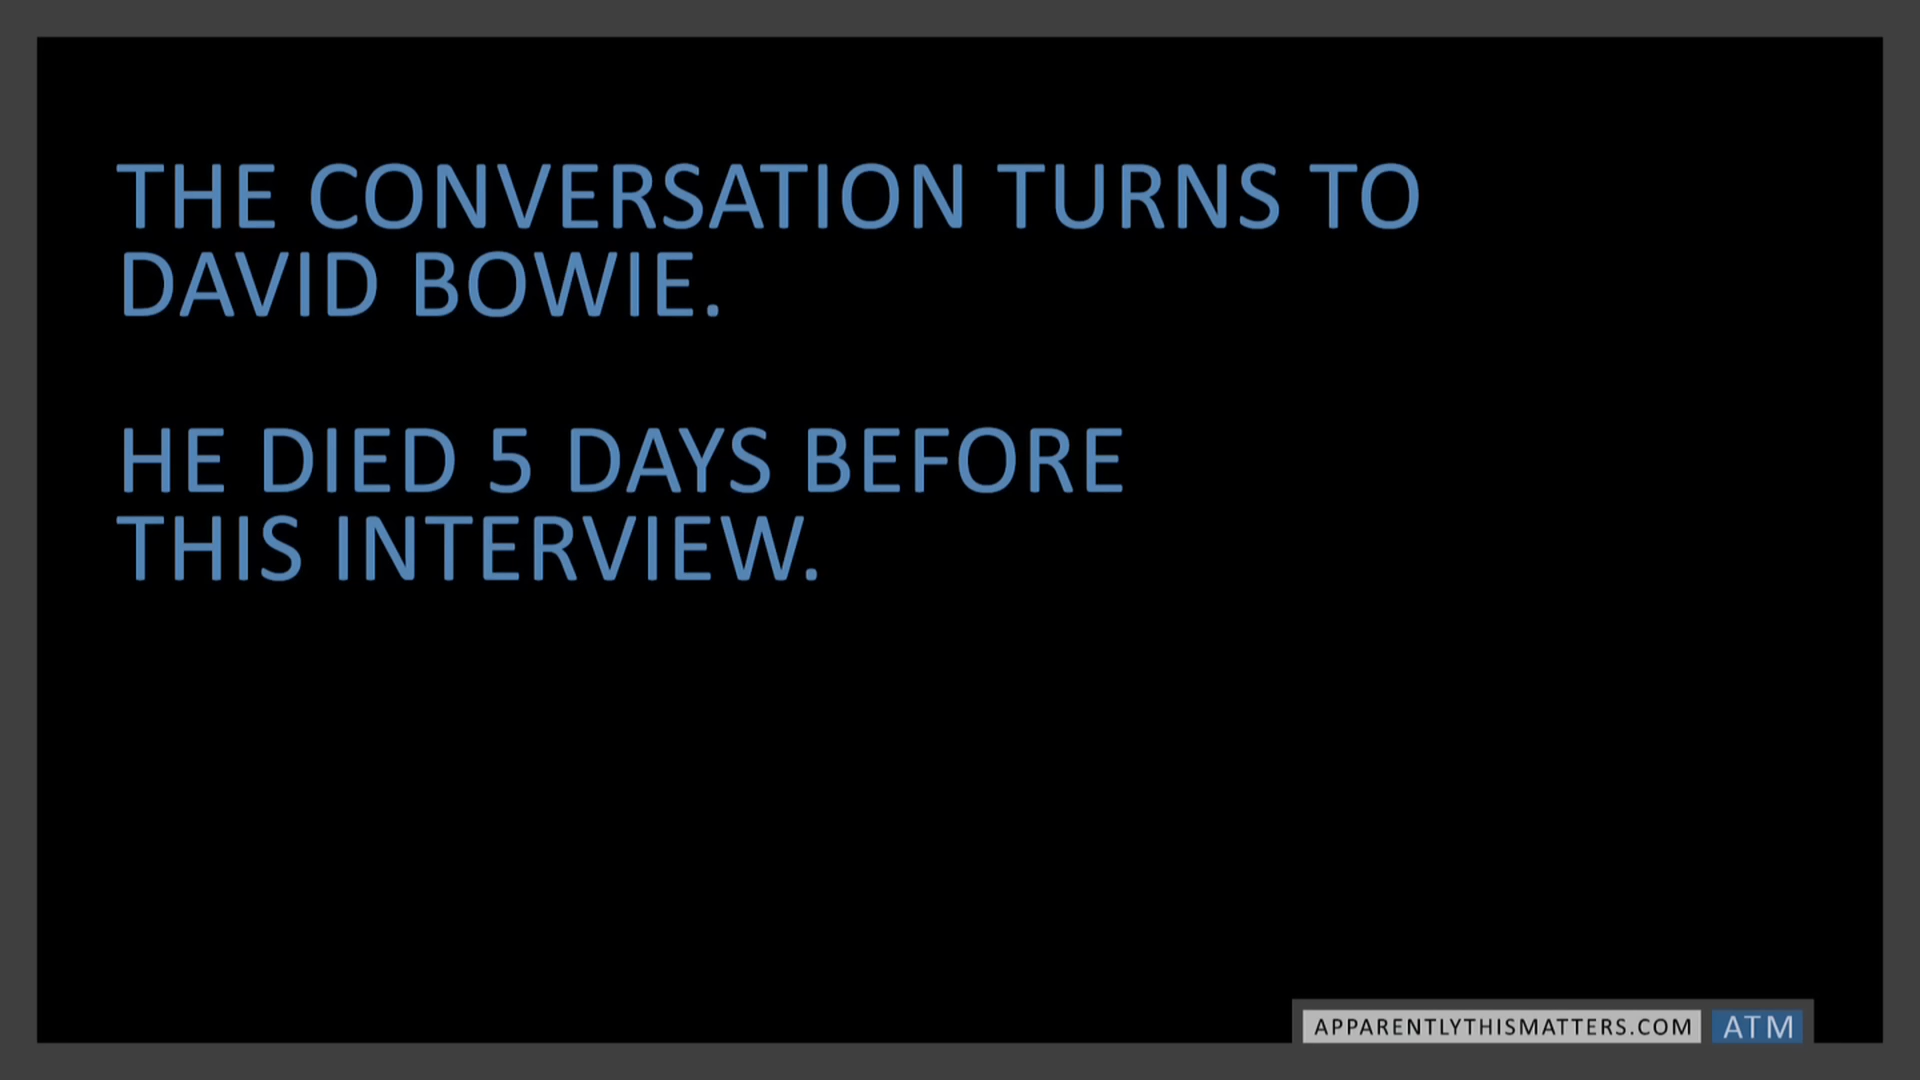 THE CONVERSATION TURNS TO
DAVID BOWIE.
HE DIED 5 DAYS BEFORE
THIS INTERVIEW.
APPARENTLYTHISMATTERS.COM ATM